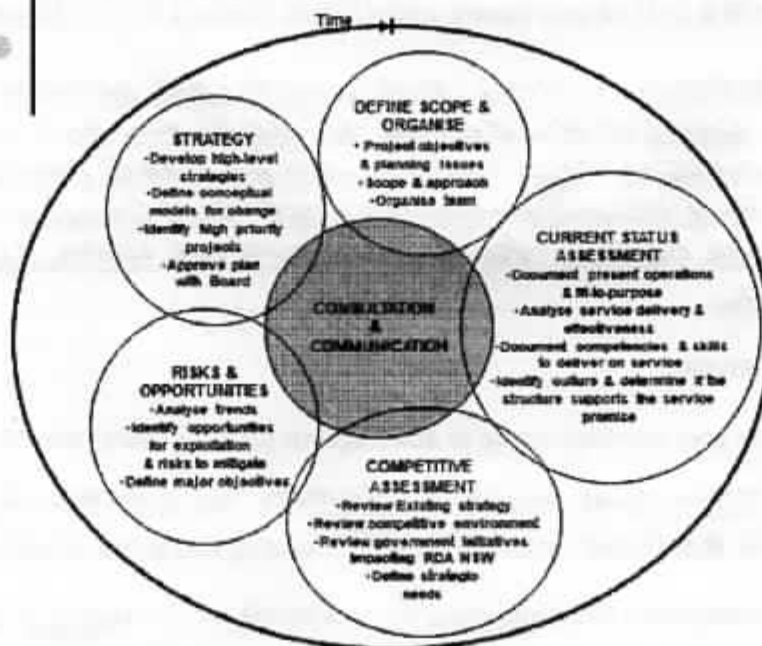 Time
DEFINE SCOPE &
ORGANISE
• Project objectives
& planning issues
- Scope & approach
- Organise team
CURRENT STATUS
ASSESSMENT
- Document present operations
& fit-to-purpose
- Analyse service delivery &
effectiveness
- Document competencies & skills
to deliver on service
- Identify culture & determine if the
structure supports the service
promise
COMPETITIVE
ASSESSMENT
- Review Existing strategy
- Review competitive environment
- Review government initiatives
impacting RDA NSW
- Define strategic
needs
RISKS &
OPPORTUNITIES
- Analyse trends
- Identify opportunities
for exploitation
& risks to mitigate
- Define major objectives
STRATEGY
- Develop high-level
strategies
- Define conceptual
models for change
- Identify high priority
projects
- Approve plan
with Board
CONSULTATION
&
COMMUNICATION